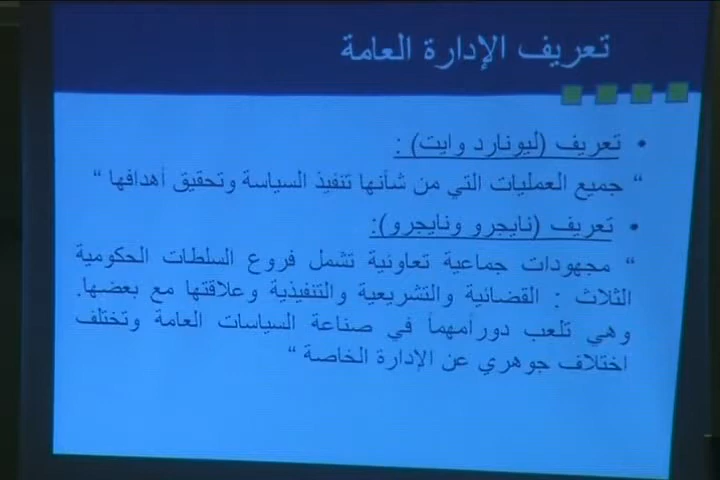 تعريف الإدارة العامة
• تعريف (ليونارد وايت) :
“ جميع العمليات التي من شأنها تنفيذ السياسة وتحقيق أهدافها “
• تعريف (نايجرو ونايجرو):
“ مجهودات جماعية تعاونية تشمل فروع السلطات الحكومية
الثلاث : القضائية والتشريعية والتنفيذية وعلاقتها مع بعضها.
وهي تلعب دورأمهمأ في صناعة السياسات العامة وتختلف
اختلاف جوهري عن الإدارة الخاصة “